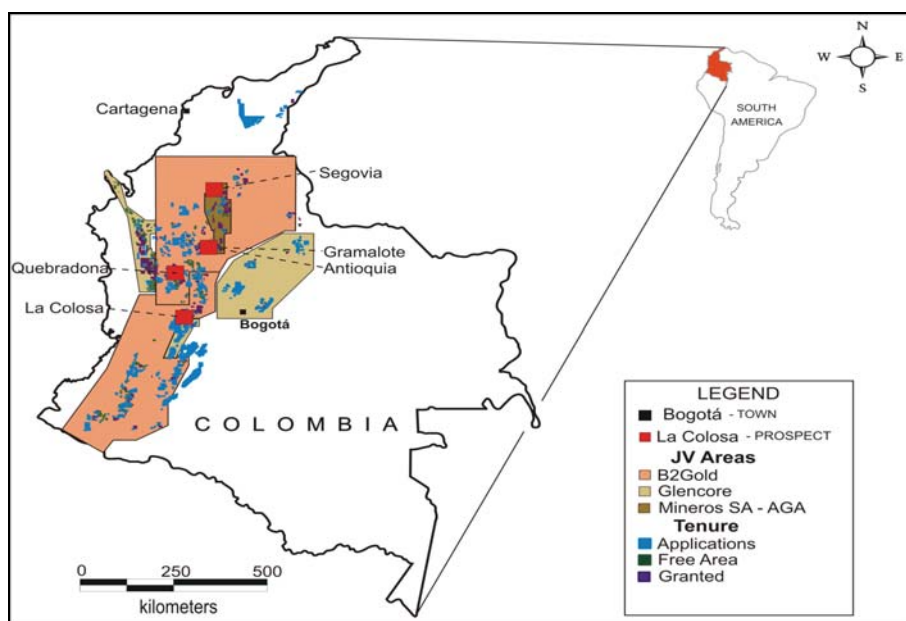 N
W E
S
SOUTH
AMERICA
Cartagena
Segovia
Gramalote
Antioquia
Quebradona
La Colosa
Bogotá
COLOMBIA
0 250 500
kilometers
LEGEND
Bogotá - TOWN
La Colosa - PROSPECT
JV Areas
B2Gold
Glencore
Mineros SA - AGA
Tenure
Applications
Free Area
Granted